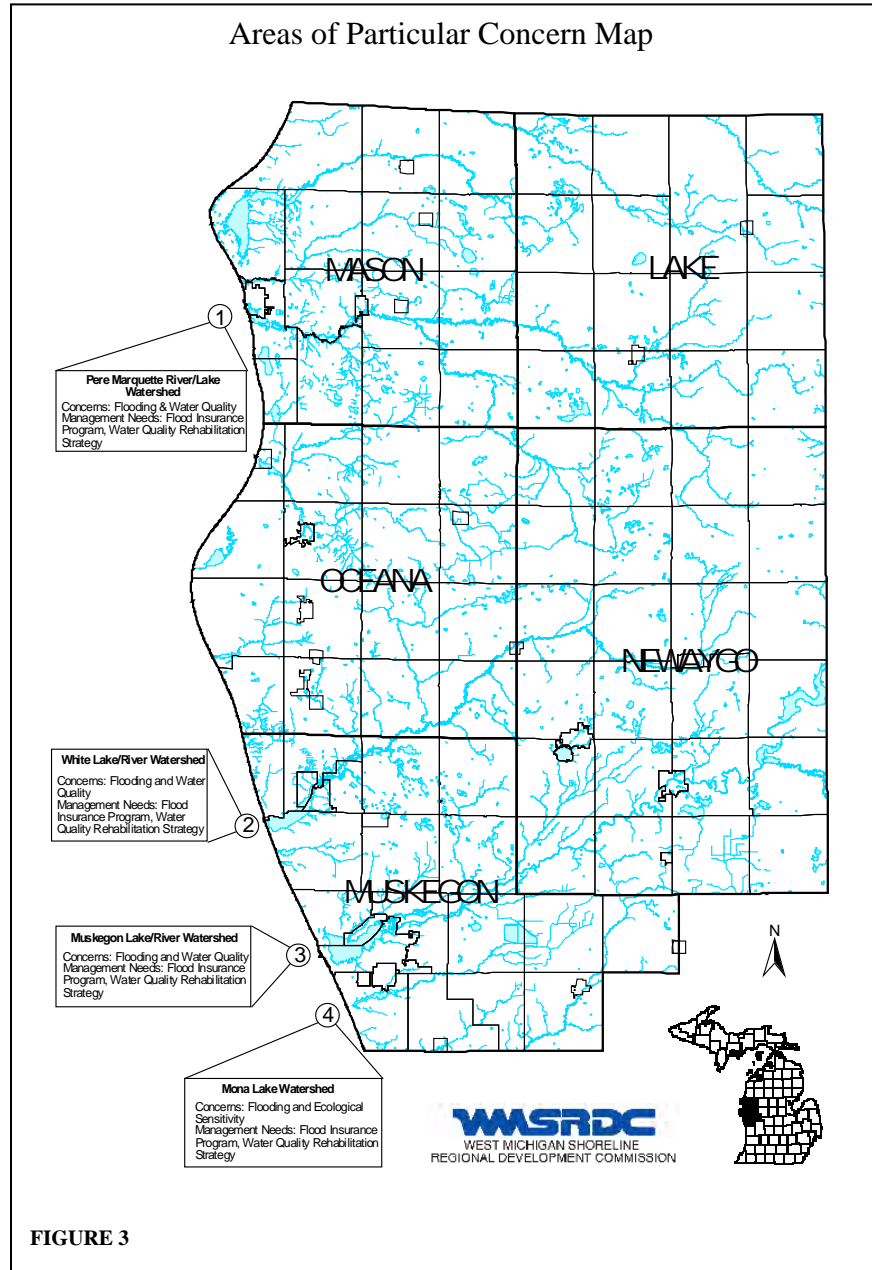 Areas of Particular Concern Map
MASON
LAKE
1
Pere Marquette River/Lake
Watershed
Concerns: Flooding & Water Quality
Management Needs: Flood Insurance
Program, Water Quality Rehabilitation
Strategy
OCEANA
NEWAYGO
White Lake/River Watershed
Concerns: Flooding and Water
Quality
Management Needs: Flood
Insurance Program, Water
Quality Rehabilitation Strategy
2
MUSKEGON
Muskegon Lake/River Watershed
Concerns: Flooding and Water Quality
Management Needs: Flood Insurance
Program, Water Quality Rehabilitation
Strategy
3
N
4
Mona Lake Watershed
Concerns: Flooding and Ecological
Sensitivity
Management Needs: Flood Insurance
Program, Water Quality Rehabilitation
Strategy
WMSRDC
WEST MICHIGAN SHORELINE
REGIONAL DEVELOPMENT COMMISSION
FIGURE 3